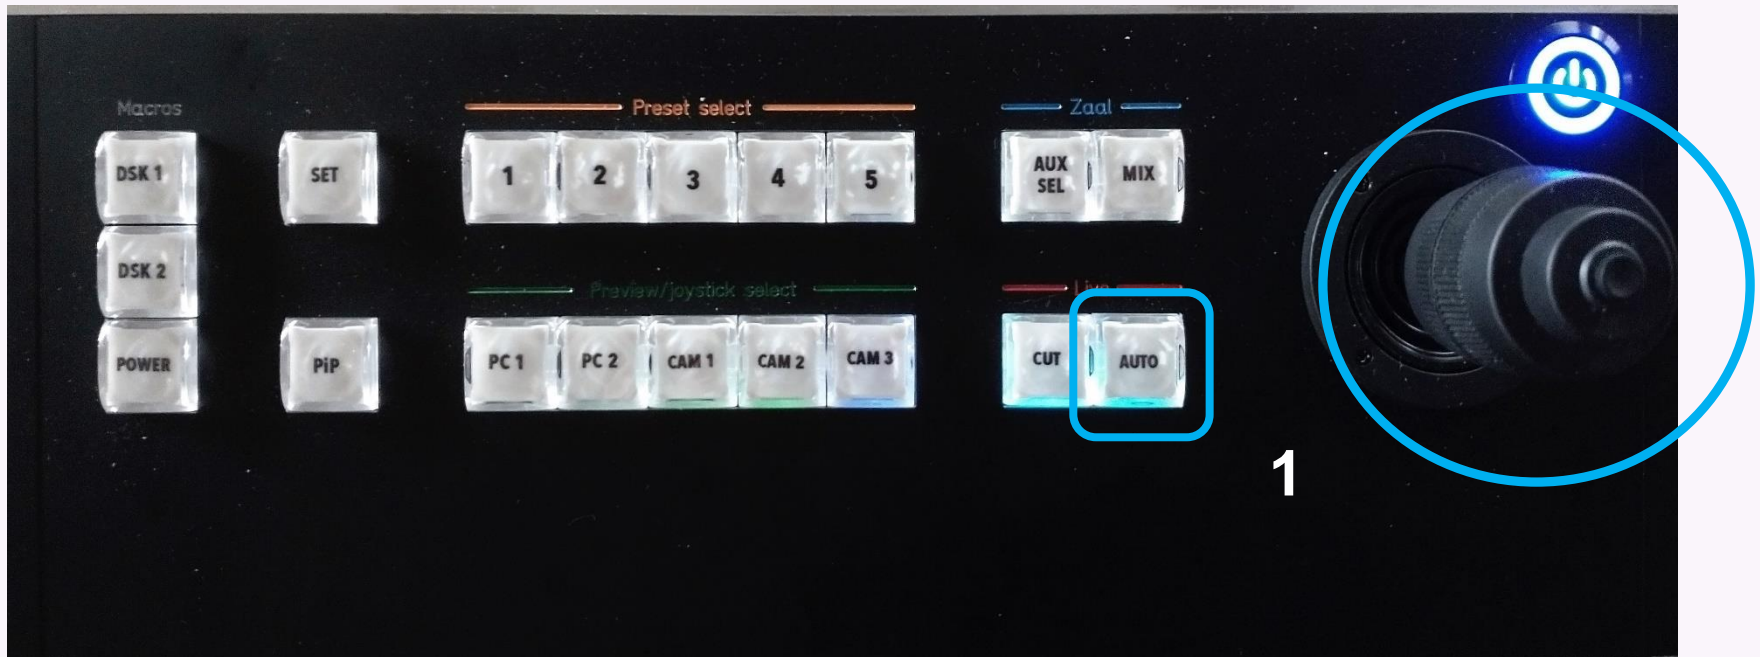 Macros
Preset select
Zaal
DSK 1
SET
1
2
3
4
5
AUX
SEL
MIX
DSK 2
Preview/joystick select
Live
POWER
PiP
PC 1
PC 2
CAM 1
CAM 2
CAM 3
CUT
AUTO
1